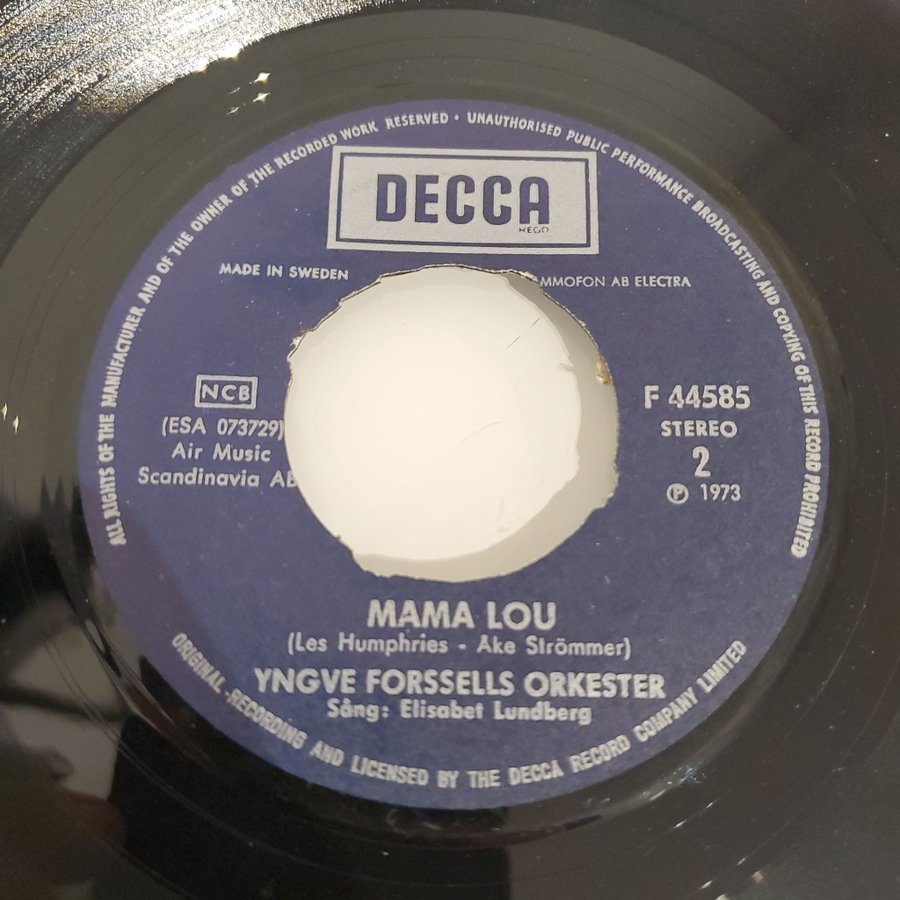 ALL RIGHTS OF THE MANUFACTURER AND OF THE OWNER OF THE RECORDED WORK RESERVED • UNAUTHORISED PUBLIC PERFORMANCE BROADCASTING AND COPYING OF THIS RECORD PROHIBITED
DECCA
REGD
MADE IN SWEDEN
MMOFON AB ELECTRA
NCB
(ESA 073729)
Air Music
Scandinavia AB
F 44585
STEREO
2
℗ 1973
MAMA LOU
(Les Humphries - Ake Strömmer)
YNGVE FORSSELLS ORKESTER
Sång: Elisabet Lundberg
ORIGINAL RECORDING AND LICENSED BY THE DECCA RECORD COMPANY LIMITED